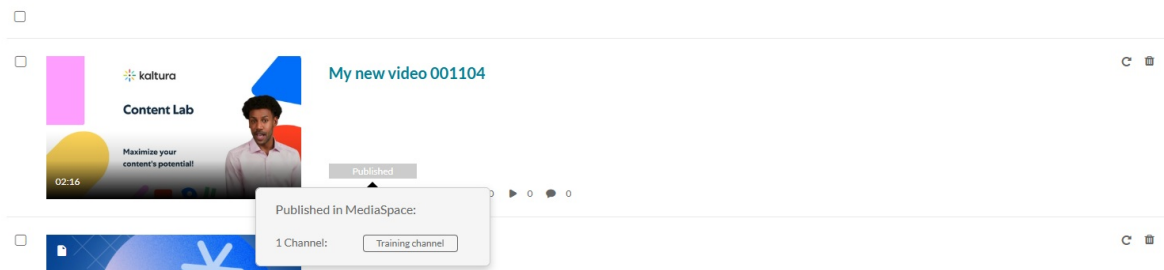 kaltura
Content Lab
Maximize your
content's potential!
02:16
My new video 001104
Published
0 0
Published in MediaSpace:
1 Channel: Training channel